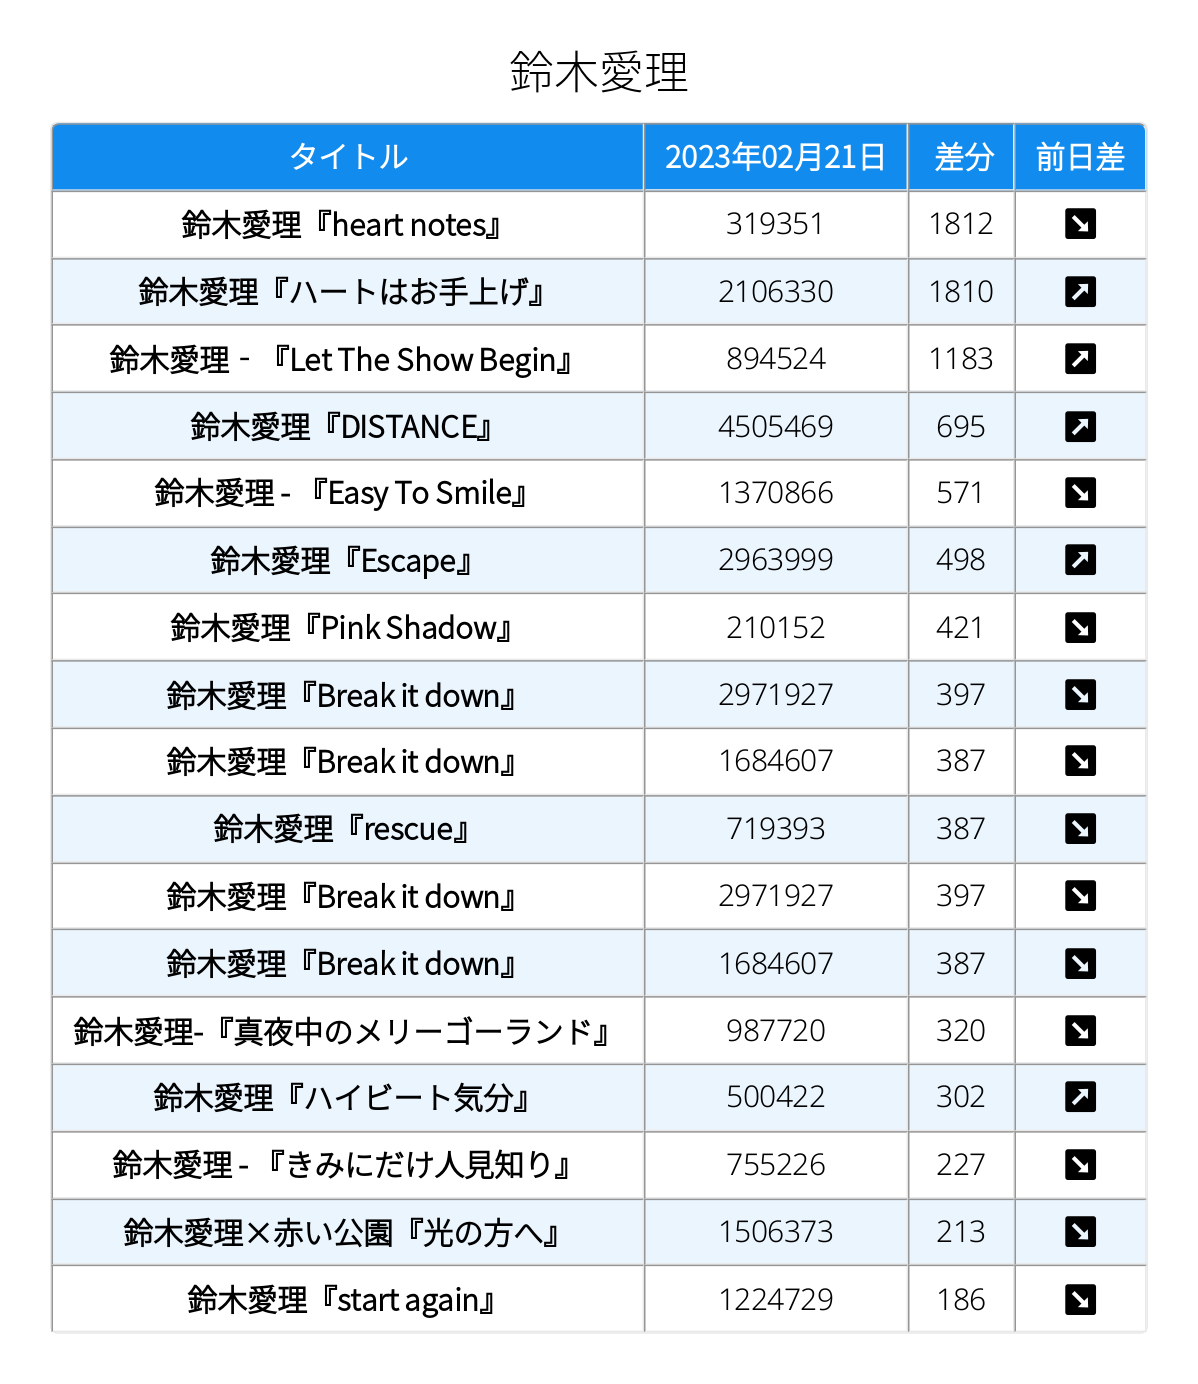 鈴木愛理
タイトル 2023年02月21日 差分 前日差
鈴木愛理『heart notes』 319351 1812 ↘
鈴木愛理『ハートはお手上げ』 2106330 1810 ↗
鈴木愛理 - 『Let The Show Begin』 894524 1183 ↗
鈴木愛理『DISTANCE』 4505469 695 ↗
鈴木愛理 - 『Easy To Smile』 1370866 571 ↘
鈴木愛理『Escape』 2963999 498 ↗
鈴木愛理『Pink Shadow』 210152 421 ↘
鈴木愛理『Break it down』 2971927 397 ↘
鈴木愛理『Break it down』 1684607 387 ↘
鈴木愛理『rescue』 719393 387 ↘
鈴木愛理『Break it down』 2971927 397 ↘
鈴木愛理『Break it down』 1684607 387 ↘
鈴木愛理-『真夜中のメリーゴーランド』 987720 320 ↘
鈴木愛理『ハイビート気分』 500422 302 ↗
鈴木愛理 - 『きみにだけ人見知り』 755226 227 ↘
鈴木愛理×赤い公園『光の方へ』 1506373 213 ↘
鈴木愛理『start again』 1224729 186 ↘